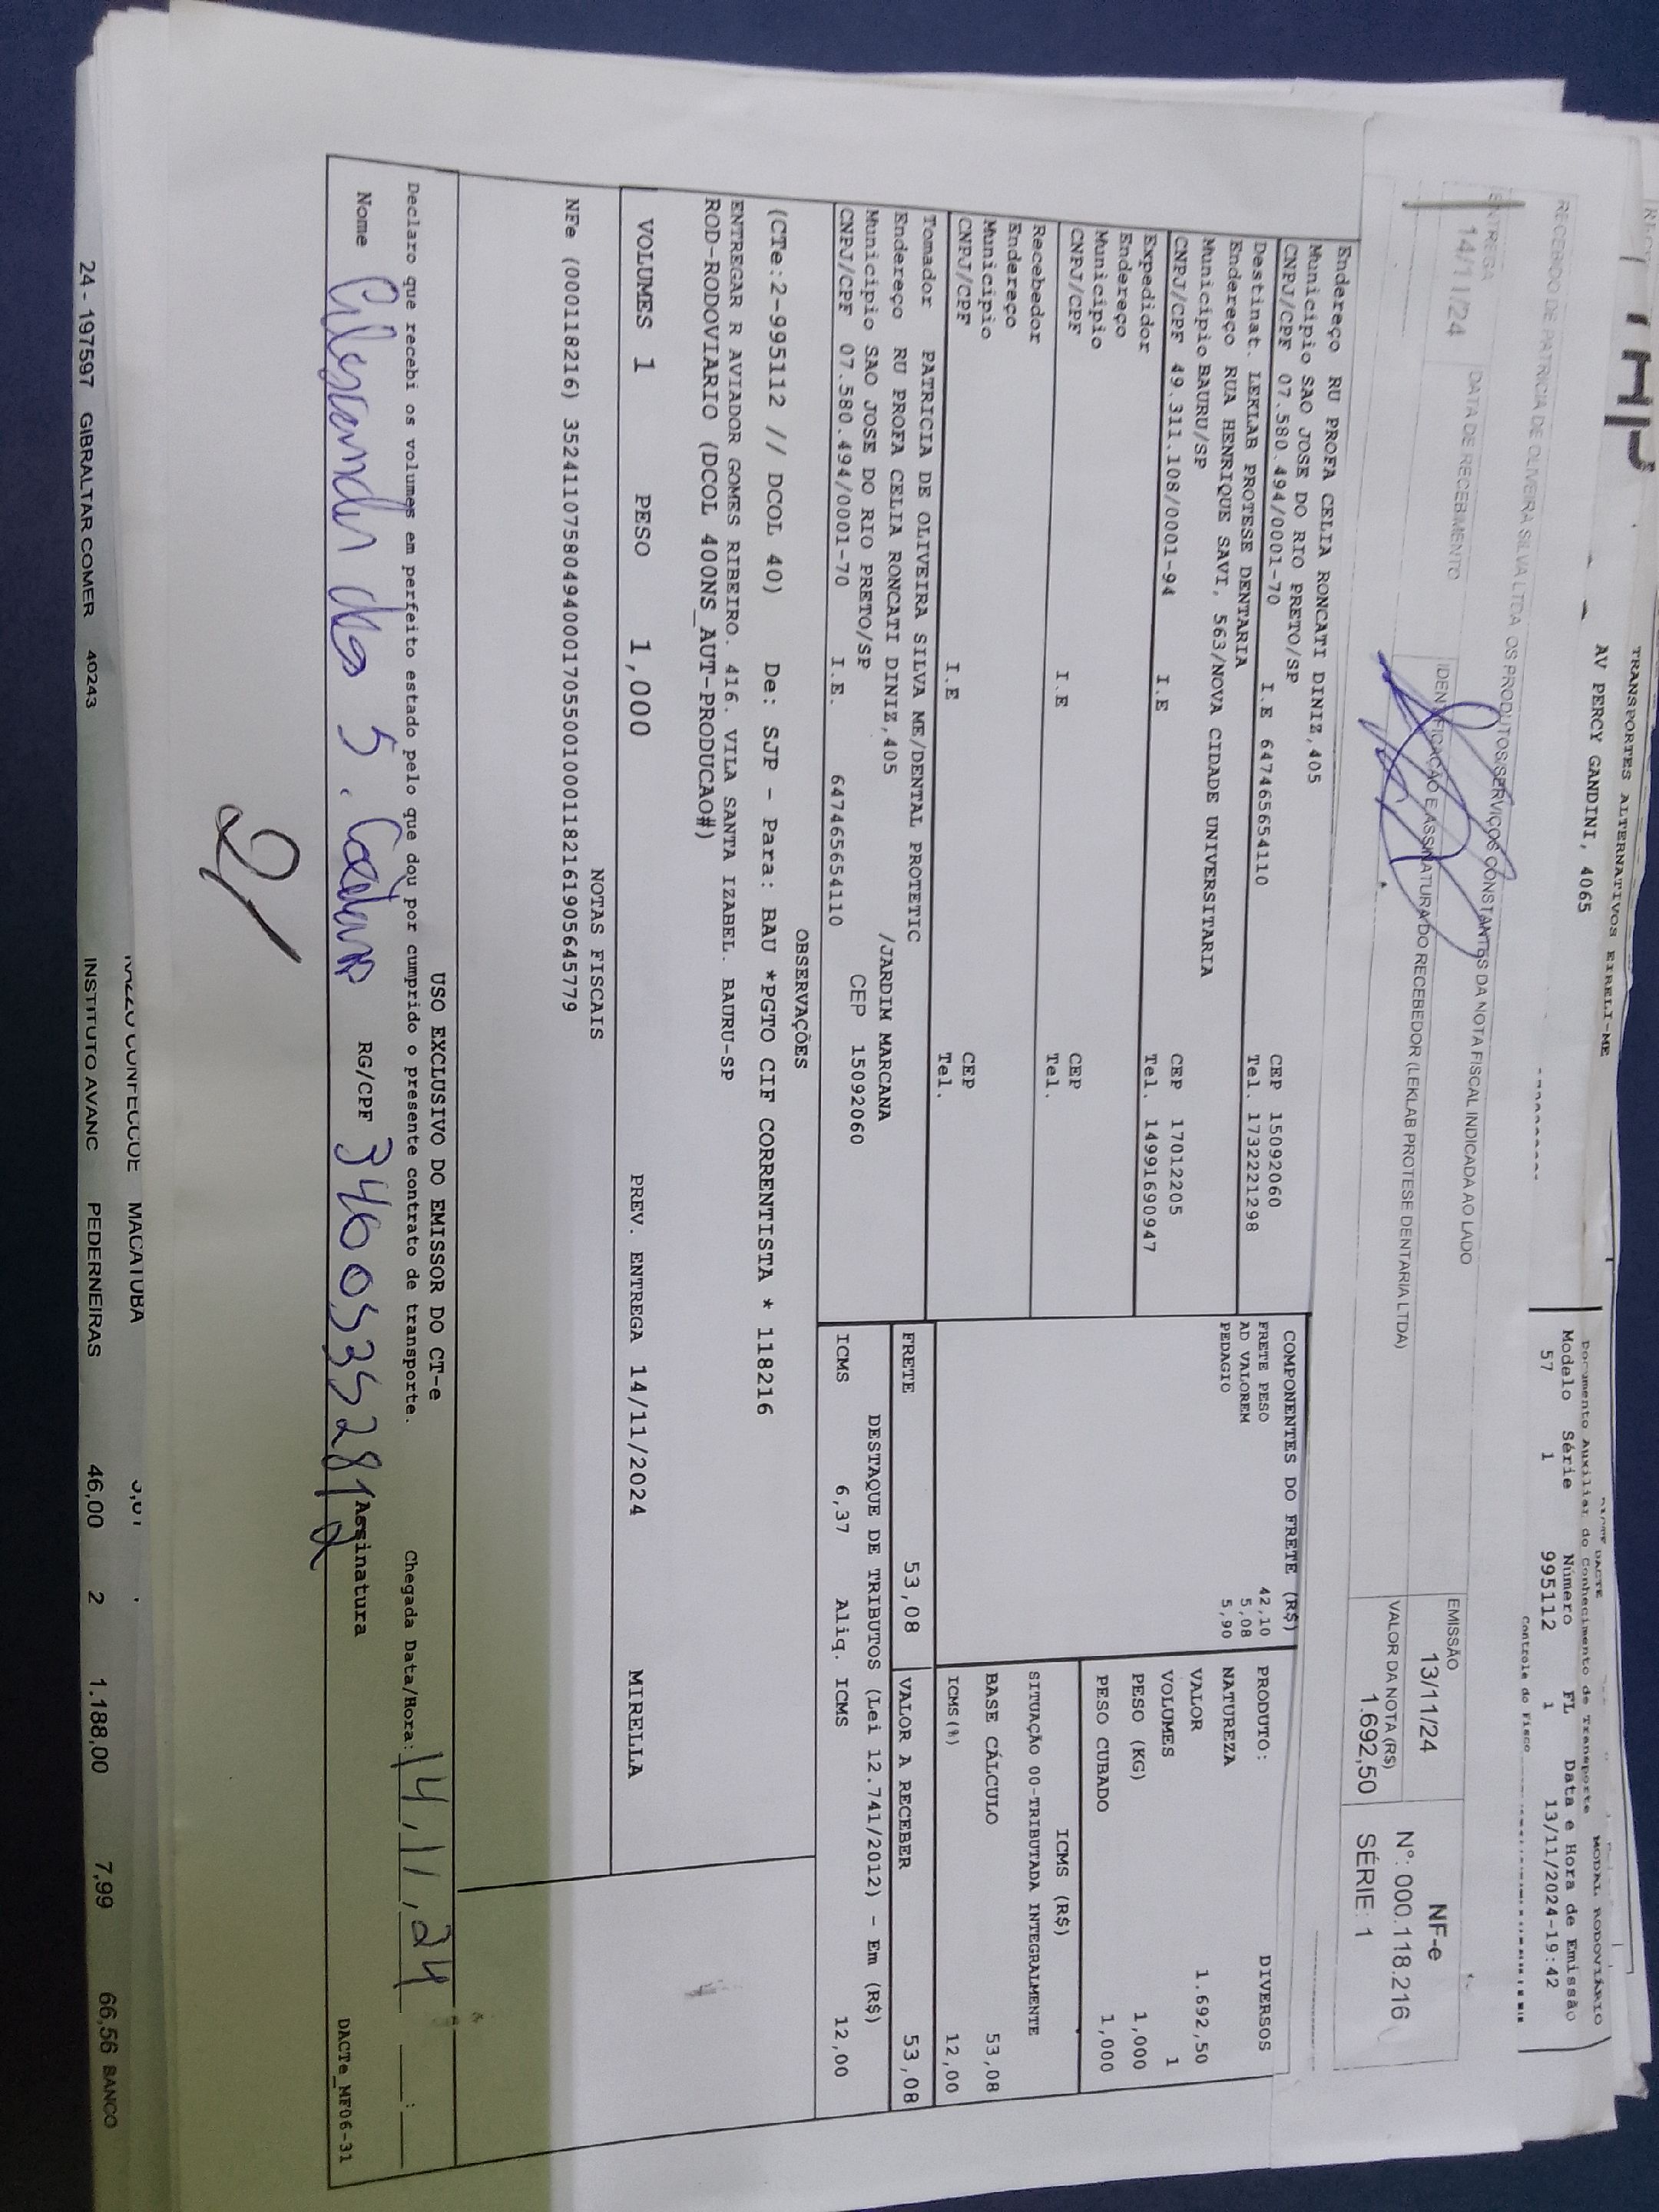 TRANSPORTES ALTERNATIVOS EIRELI-ME
AV PERCY GANDINI, 4065
DACTE
MODAL RODOVIÁRIO
Documento Auxiliar do Conhecimento de Transporte
Modelo Série Número FL Data e Hora de Emissão
57 1 995112 1 13/11/2024-19:42
Controle do Fisco
RECEBIDO DE PATRICIA DE OLIVEIRA SILVA LTDA OS PRODUTOS/SERVIÇOS CONSTANTES DA NOTA FISCAL INDICADA AO LADO
ENTREGA
14/11/24
DATA DE RECEBIMENTO
IDENTIFICAÇÃO E ASSINATURA DO RECEBEDOR (LEKLAB PROTESE DENTARIA LTDA)
EMISSÃO
13/11/24
VALOR DA NOTA (R$)
1.692,50
NF-e
N°: 000.118.216
SÉRIE: 1
Endereço RU PROFA CELIA RONCATI DINIZ,405
Municipio SAO JOSE DO RIO PRETO/SP CEP 15092060
CNPJ/CPF 07.580.494/0001-70 I.E 647465654110 Tel. 1732221298
Destinat. LEKLAB PROTESE DENTARIA
Endereço RUA HENRIQUE SAVI, 563/NOVA CIDADE UNIVERSITARIA
Municipio BAURU/SP CEP 17012205
CNPJ/CPF 49.311.108/0001-94 I.E Tel. 14991690947
Expedidor
Endereço
Municipio CEP
CNPJ/CPF I.E Tel.
Recebedor
Endereço
Municipio CEP
CNPJ/CPF I.E Tel.
Tomador PATRICIA DE OLIVEIRA SILVA ME/DENTAL PROTETIC
Endereço RU PROFA CELIA RONCATI DINIZ,405 /JARDIM MARCANA
Municipio SAO JOSE DO RIO PRETO/SP CEP 15092060
CNPJ/CPF 07.580.494/0001-70 I.E. 647465654110
COMPONENTES DO FRETE (R$)
FRETE PESO 42,10
AD VALOREM 5,08
PEDAGIO 5,90
PRODUTO: DIVERSOS
NATUREZA
VALOR 1.692,50
VOLUMES 1
PESO (KG) 1,000
PESO CUBADO 1,000
ICMS (R$)
SITUAÇÃO 00-TRIBUTADA INTEGRALMENTE
BASE CÁLCULO 53,08
ICMS(%) 12,00
FRETE 53,08 VALOR A RECEBER 53,08
DESTAQUE DE TRIBUTOS (Lei 12.741/2012) - Em (R$)
ICMS 6,37 Aliq. ICMS 12,00
OBSERVAÇÕES
(CTe:2-995112 // DCOL 40) De: SJP - Para: BAU *PGTO CIF CORRENTISTA * 118216
ENTREGAR R AVIADOR GOMES RIBEIRO. 416. VILA SANTA IZABEL. BAURU-SP
ROD-RODOVIARIO (DCOL 400NS_AUT-PRODUCAO#)
VOLUMES 1 PESO 1,000 PREV. ENTREGA 14/11/2024 MIRELLA
NOTAS FISCAIS
NFe (000118216) 35241107580494000170550010001182161905645779
USO EXCLUSIVO DO EMISSOR DO CT-e
Declaro que recebi os volumes em perfeito estado pelo que dou por cumprido o presente contrato de transporte. Chegada Data/Hora: 14/11/24 :
Nome RG/CPF Assinatura
DACTe_MF06-31
MACATUBA
24 - 197597 GIBRALTAR COMER 40243 INSTITUTO AVANC PEDERNEIRAS 46,00 2 1.188,00 7,99 66,56 BANCO